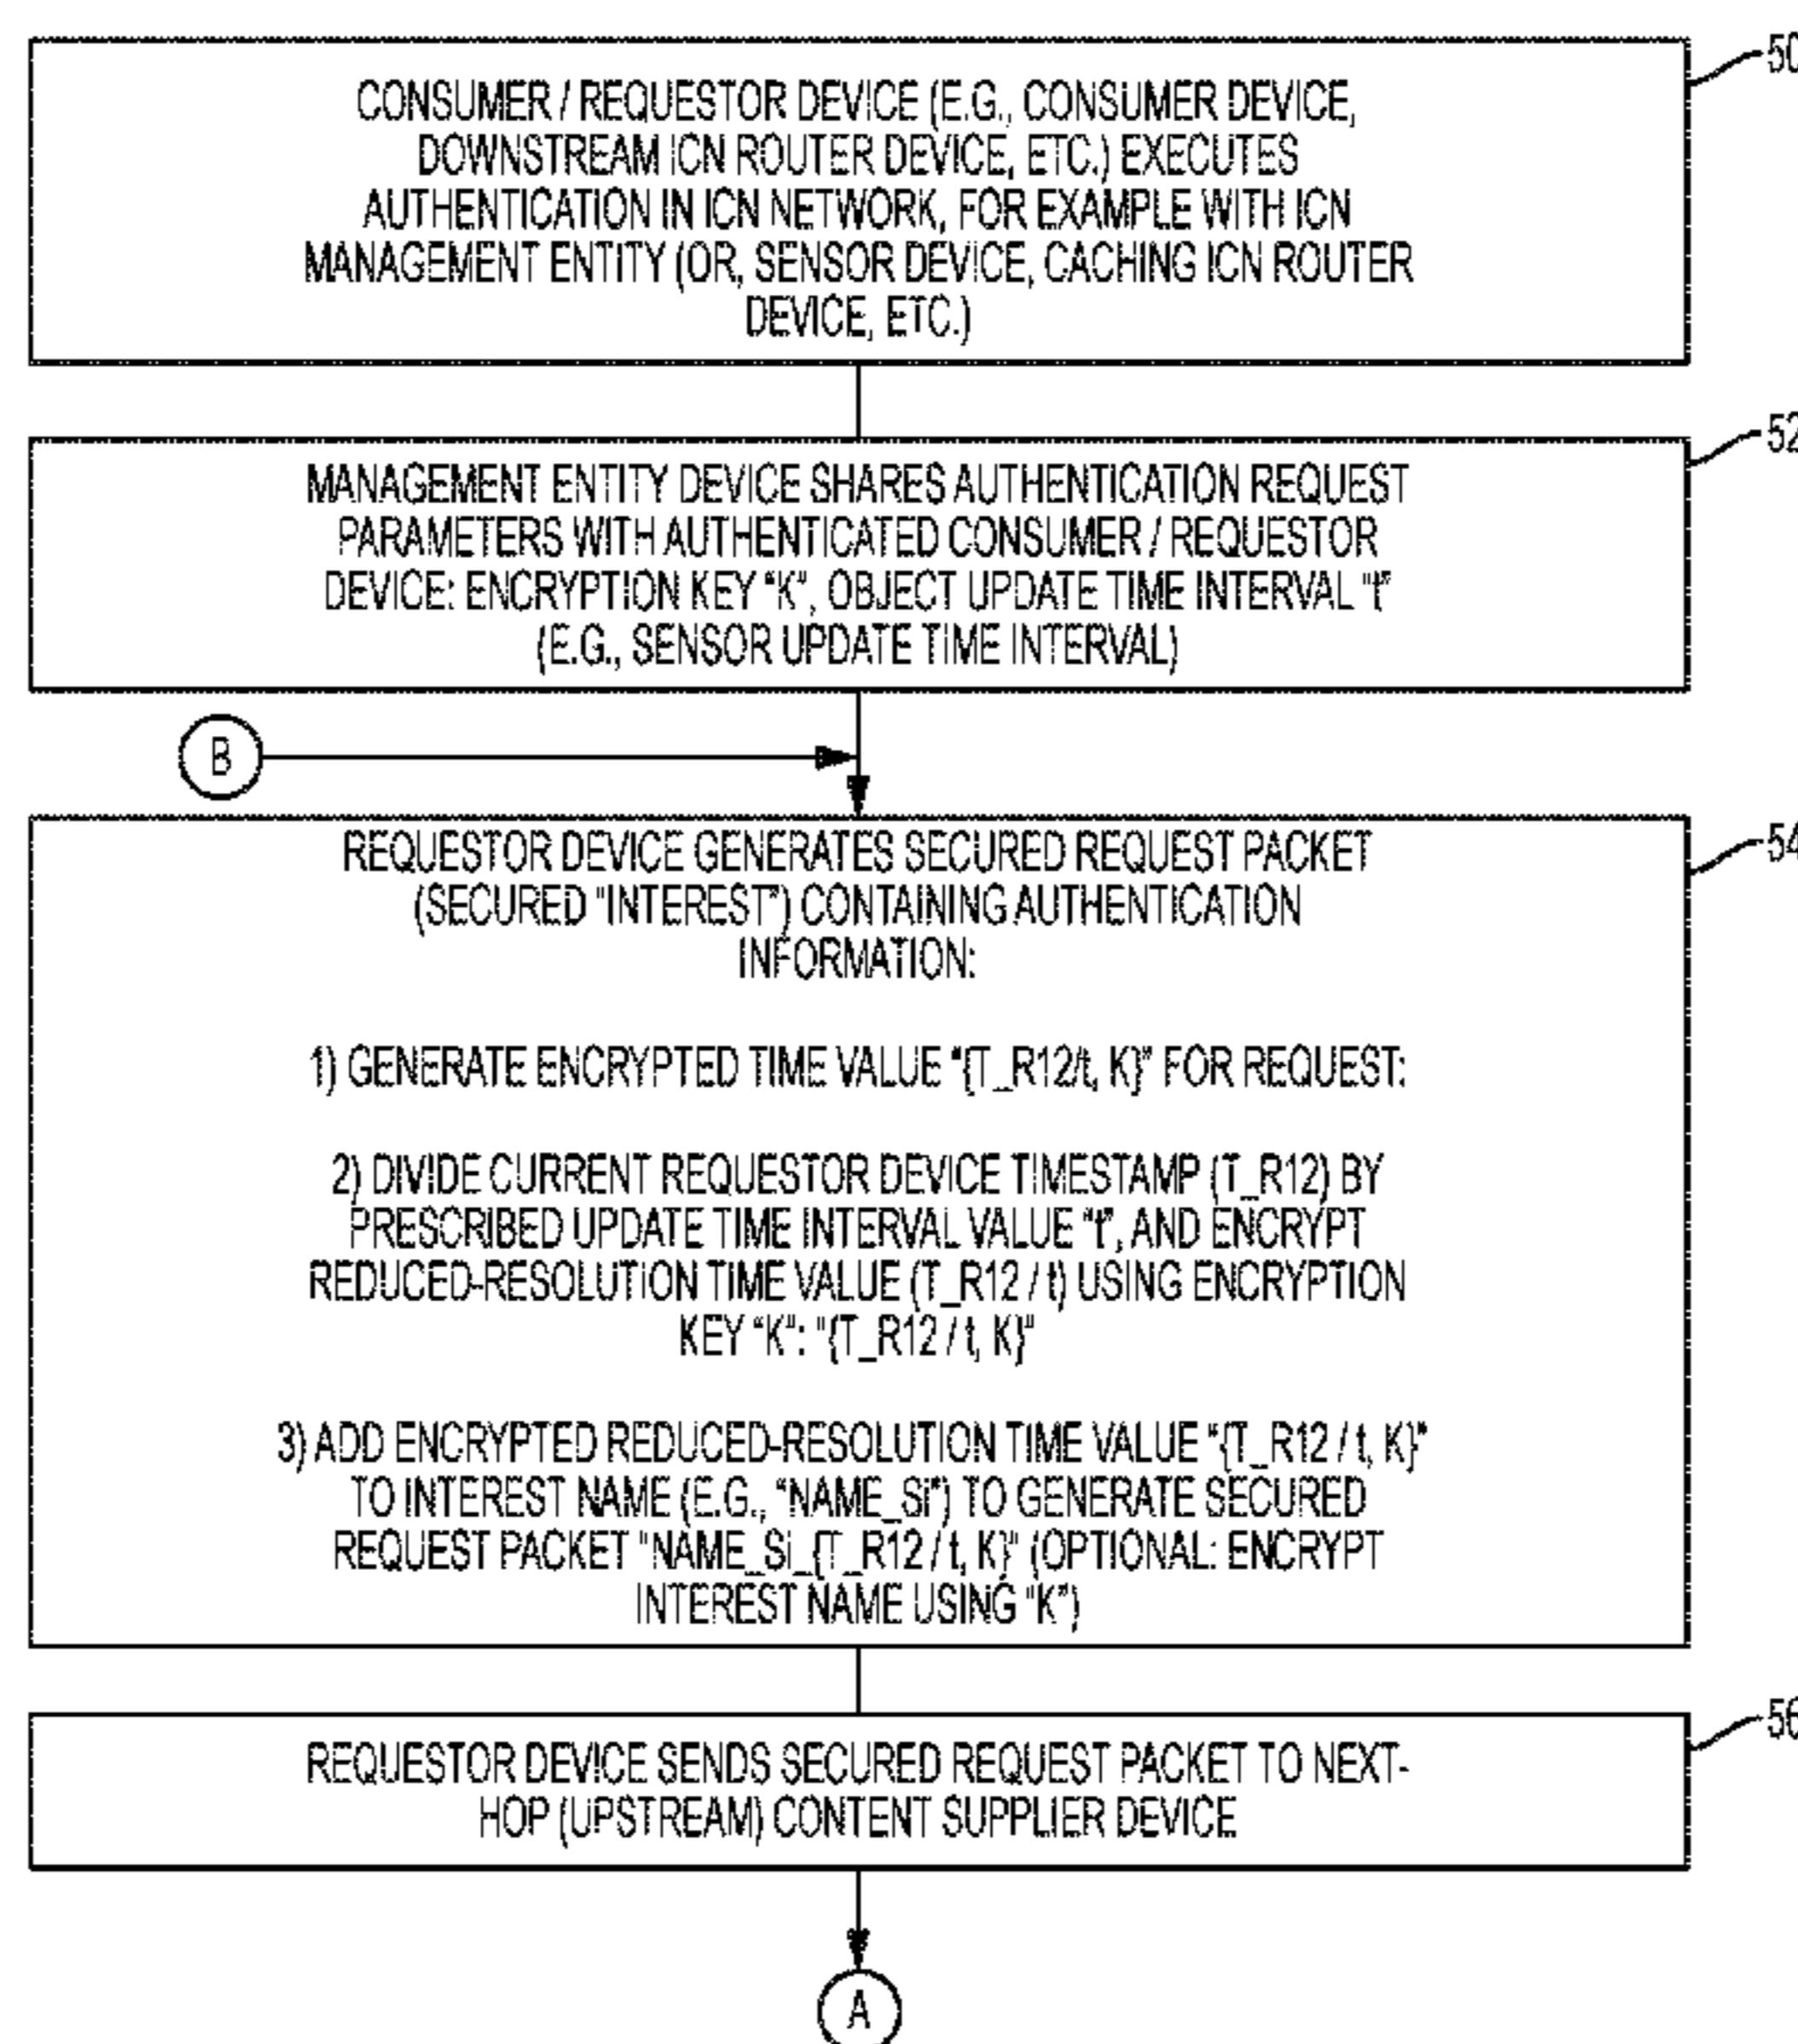 50
CONSUMER / REQUESTOR DEVICE (E.G., CONSUMER DEVICE,
DOWNSTREAM ICN ROUTER DEVICE, ETC.) EXECUTES
AUTHENTICATION IN ICN NETWORK, FOR EXAMPLE WITH ICN
MANAGEMENT ENTITY (OR, SENSOR DEVICE, CACHING ICN ROUTER
DEVICE, ETC.)
52
MANAGEMENT ENTITY DEVICE SHARES AUTHENTICATION REQUEST
PARAMETERS WITH AUTHENTICATED CONSUMER / REQUESTOR
DEVICE: ENCRYPTION KEY "K", OBJECT UPDATE TIME INTERVAL "t"
(E.G., SENSOR UPDATE TIME INTERVAL)
B
54
REQUESTOR DEVICE GENERATES SECURED REQUEST PACKET
(SECURED "INTEREST") CONTAINING AUTHENTICATION
INFORMATION:
1) GENERATE ENCRYPTED TIME VALUE "{T_R12/t, K}" FOR REQUEST:
2) DIVIDE CURRENT REQUESTOR DEVICE TIMESTAMP (T_R12) BY
PRESCRIBED UPDATE TIME INTERVAL VALUE "t", AND ENCRYPT
REDUCED-RESOLUTION TIME VALUE (T_R12 / t) USING ENCRYPTION
KEY "K": "{T_R12 / t, K}"
3) ADD ENCRYPTED REDUCED-RESOLUTION TIME VALUE "{T_R12 / t, K}"
TO INTEREST NAME (E.G., "NAME_Si") TO GENERATE SECURED
REQUEST PACKET "NAME_Si_{T_R12 / t, K}" (OPTIONAL: ENCRYPT
INTEREST NAME USING "K")
56
REQUESTOR DEVICE SENDS SECURED REQUEST PACKET TO NEXT-
HOP (UPSTREAM) CONTENT SUPPLIER DEVICE
A